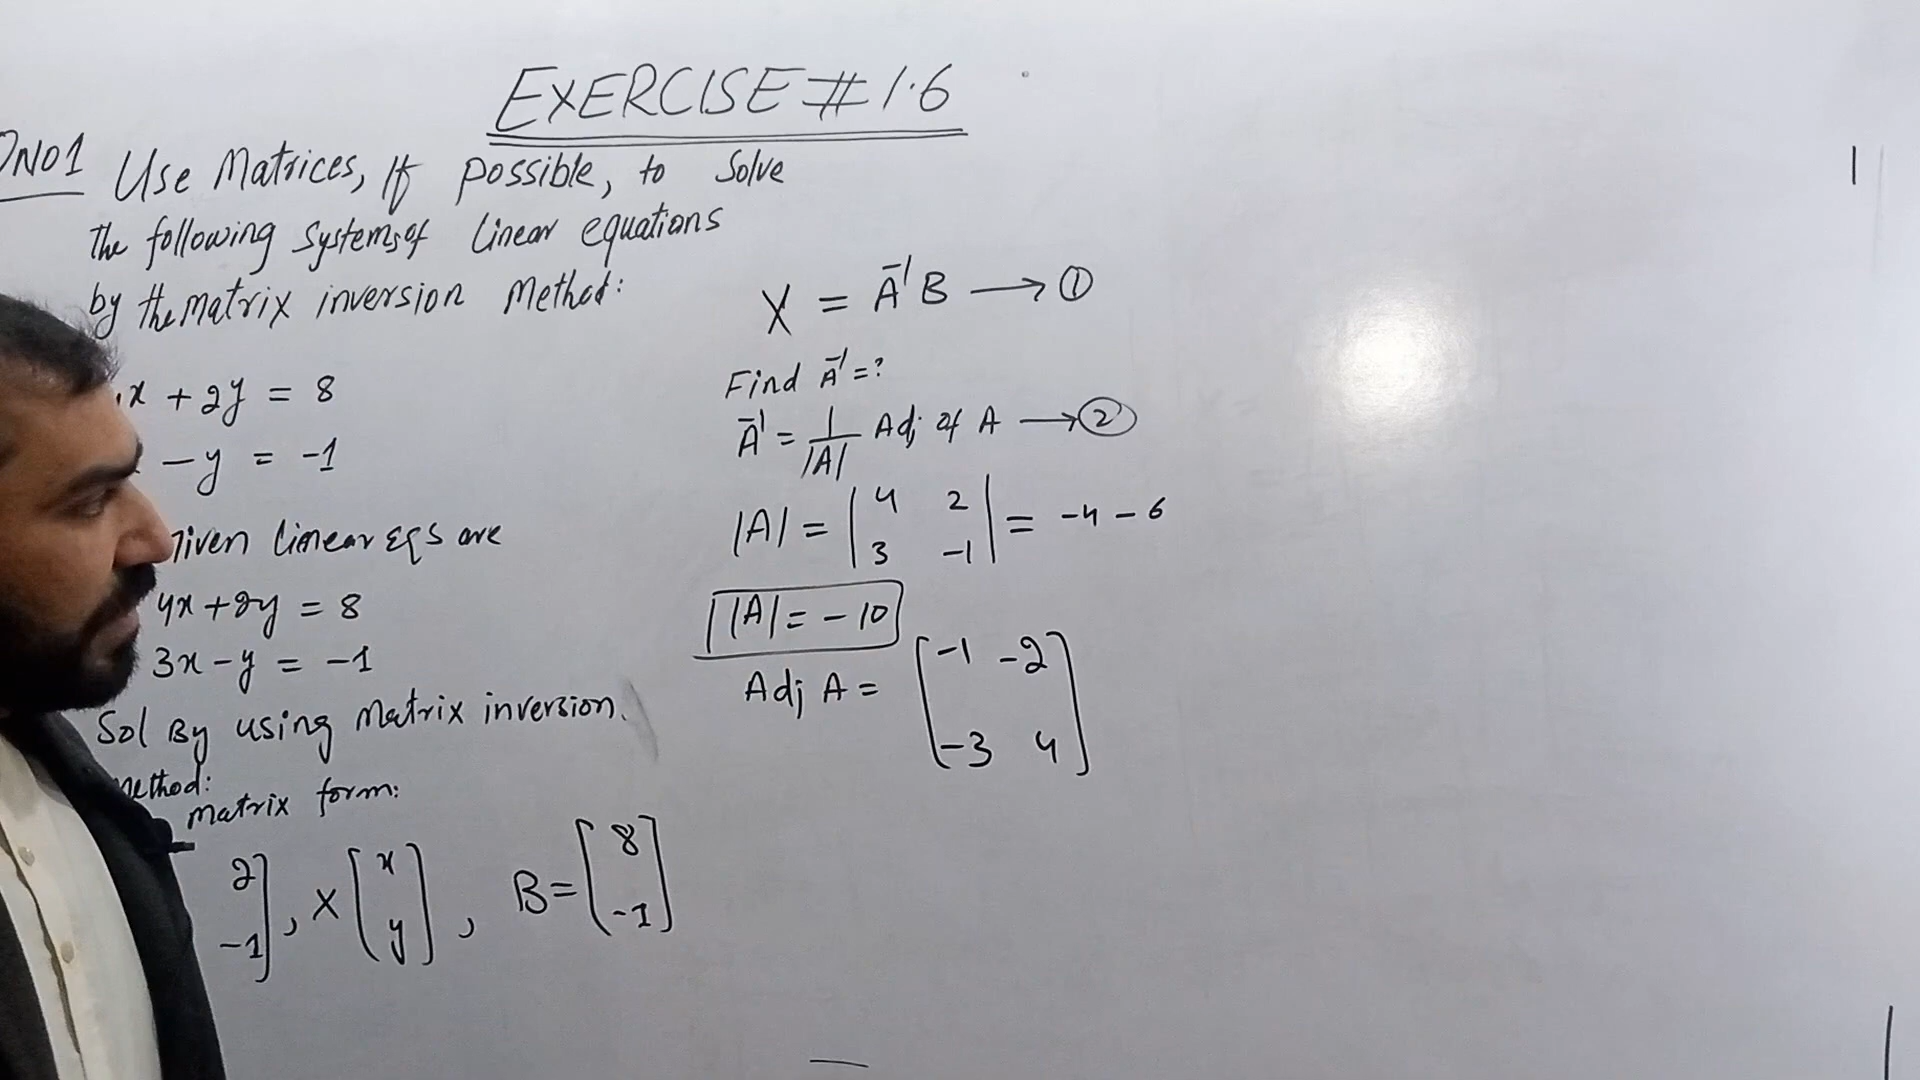 EXERCISE # 1.6
QNO1 Use Matrices, If possible, to Solve
the following systems of linear equations
by the matrix inversion Method:
x + 2y = 8
- y = -1
Given linear Eqs are
4x + 2y = 8
3x - y = -1
Sol By using Matrix inversion.
Method:
matrix form:
2
-1 ], X [ x
y ], B = [ 8
-1 ]
X = A⁻¹ B → ①
Find A⁻¹ = ?
A⁻¹ = 1/|A| Adj of A → ②
|A| = | 4 2
3 -1 | = -4 - 6
|A| = -10
Adj A = [ -1 -2
-3 4 ]